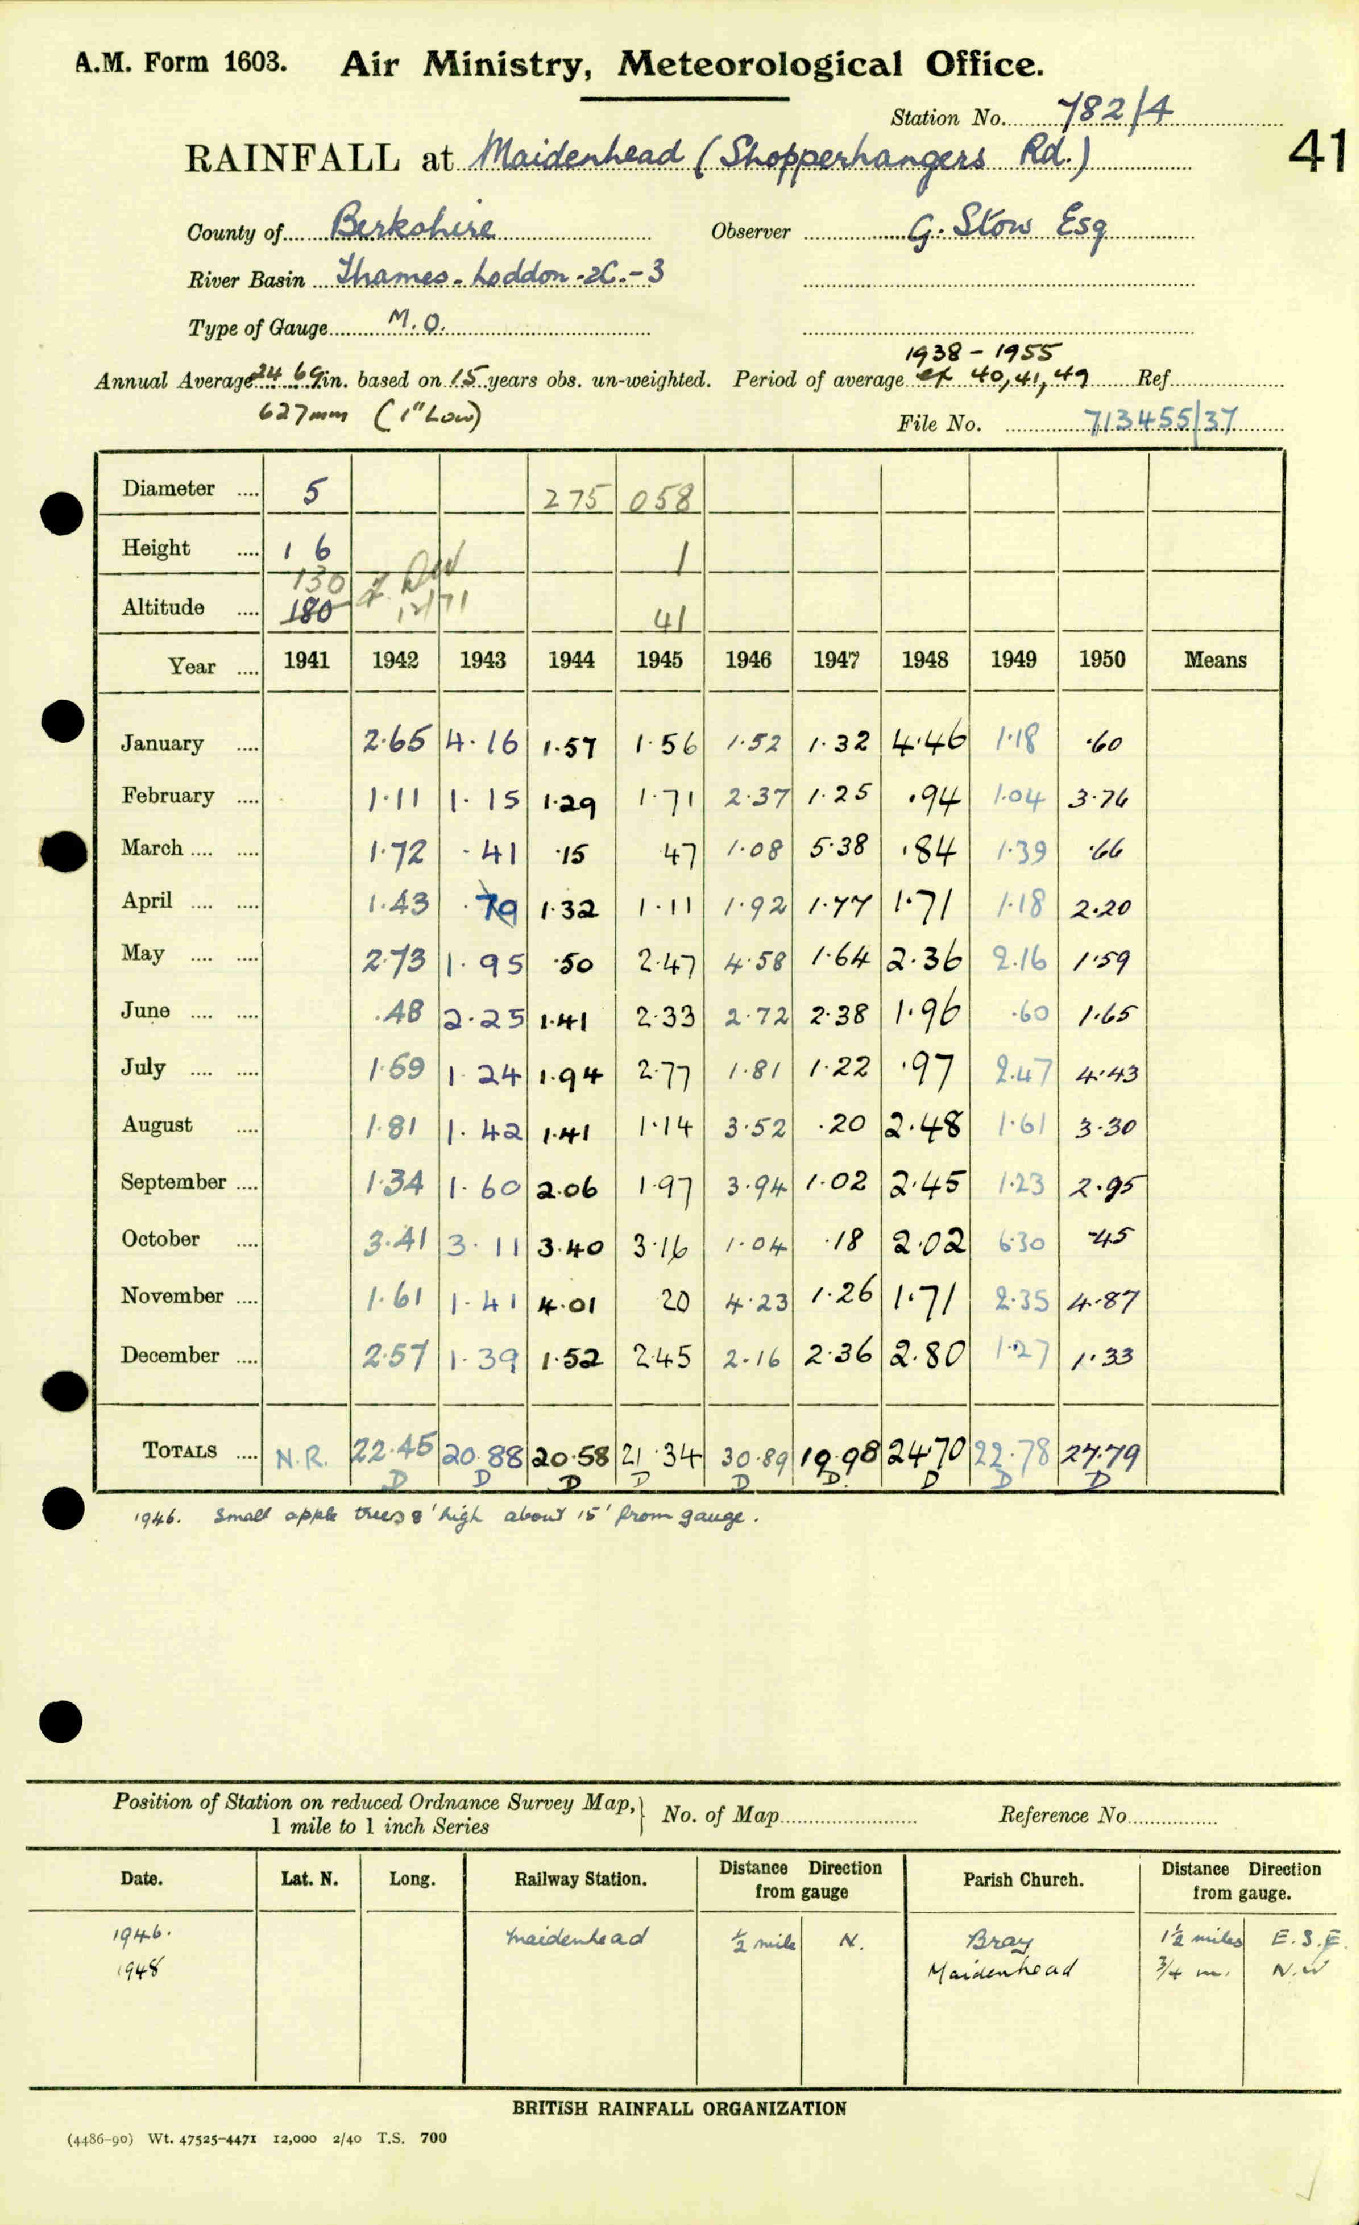 A.M. Form 1603. Air Ministry, Meteorological Office.
Station No. 782/4
RAINFALL at Maidenhead (Shopperhangers Rd.) 41
County of Berkshire Observer G. Stow Esq
River Basin Thames - Loddon - 2C. - 3
Type of Gauge M.O.
1938 - 1955
Annual Average 24 69 in. based on 15 years obs. un-weighted. Period of average ex 40, 41, 49 Ref
627mm (1" Low)
File No. 713455/37
Diameter .... 5 275 058
Height .... 1 6 1
130
Altitude .... 180 12/71 41
Year .... 1941 1942 1943 1944 1945 1946 1947 1948 1949 1950 Means
January .... 2.65 4.16 1.57 1.56 1.52 1.32 4.46 1.18 .60
February .... 1.11 1.15 1.29 1.71 2.37 1.25 .94 1.04 3.76
March .... .... 1.72 .41 .15 47 1.08 5.38 .84 1.39 .66
April .... .... 1.43 .79 1.32 1.11 1.92 1.77 1.71 1.18 2.20
May .... .... 2.73 1.95 .50 2.47 4.58 1.64 2.36 2.16 1.59
June .... .... .48 2.25 1.41 2.33 2.72 2.38 1.96 .60 1.65
July .... .... 1.59 1.24 1.94 2.77 1.81 1.22 .97 2.47 4.43
August .... 1.81 1.42 1.41 1.14 3.52 .20 2.48 1.61 3.30
September .... 1.34 1.60 2.06 1.97 3.94 1.02 2.45 1.23 2.95
October .... 3.41 3.11 3.40 3.16 1.04 .18 2.02 6.30 .45
November .... 1.61 1.41 4.01 20 4.23 1.26 1.71 2.35 4.87
December .... 2.57 1.39 1.52 2.45 2.16 2.36 2.80 1.27 1.33
TOTALS .... N.R. 22.45 20.88 20.58 21.34 30.89 19.98 24.70 22.78 27.79
D D D D D D D D D
1946. Small apple trees 8' high about 15' from gauge.
Position of Station on reduced Ordnance Survey Map, } No. of Map Reference No
1 mile to 1 inch Series
Date. Lat. N. Long. Railway Station. Distance Direction from gauge Parish Church. Distance Direction from gauge.
1946. Maidenhead ½ mile N. Bray 1½ miles E.S.E.
1948 Maidenhead ¾ m. N.W
BRITISH RAINFALL ORGANIZATION
(4486-90) Wt. 47525-4471 12,000 2/40 T.S. 700